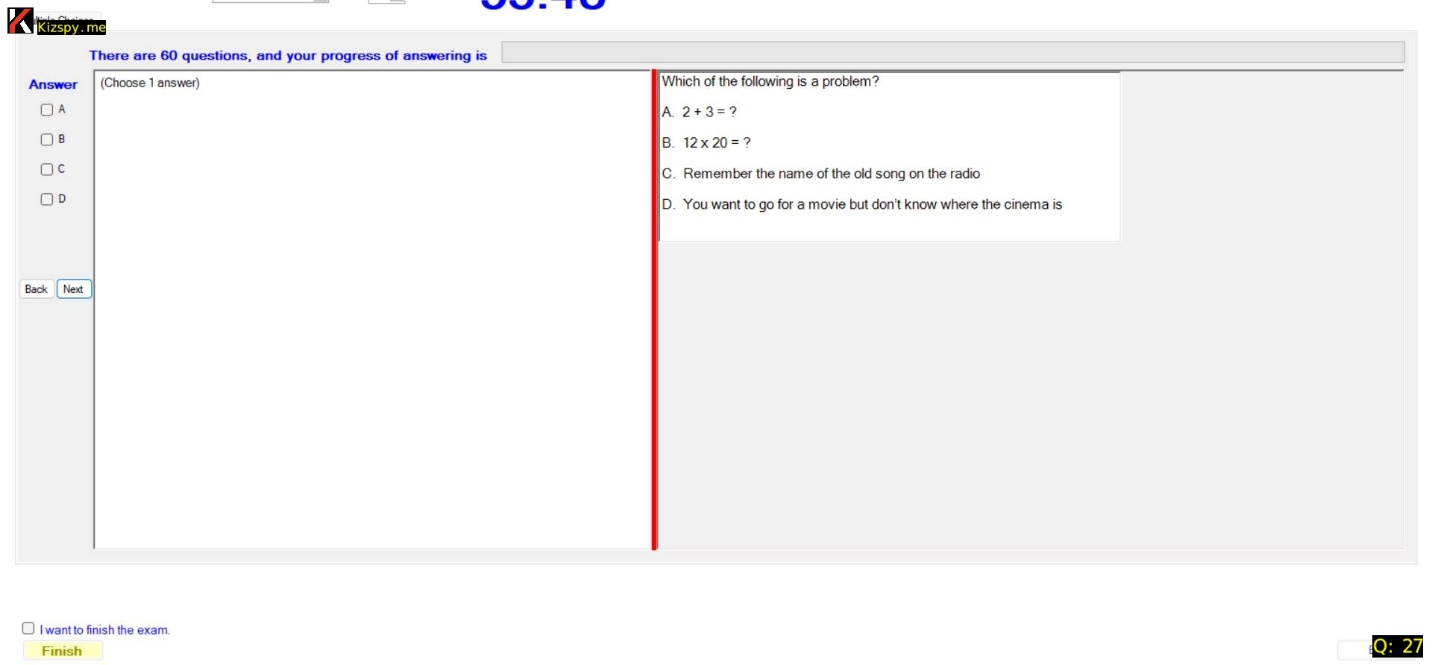 Kizspy.me
There are 60 questions, and your progress of answering is
Answer
(Choose 1 answer)
A
B
C
D
Back
Next
Which of the following is a problem?
A. 2 + 3 = ?
B. 12 x 20 = ?
C. Remember the name of the old song on the radio
D. You want to go for a movie but don't know where the cinema is
I want to finish the exam.
Finish
Q: 27